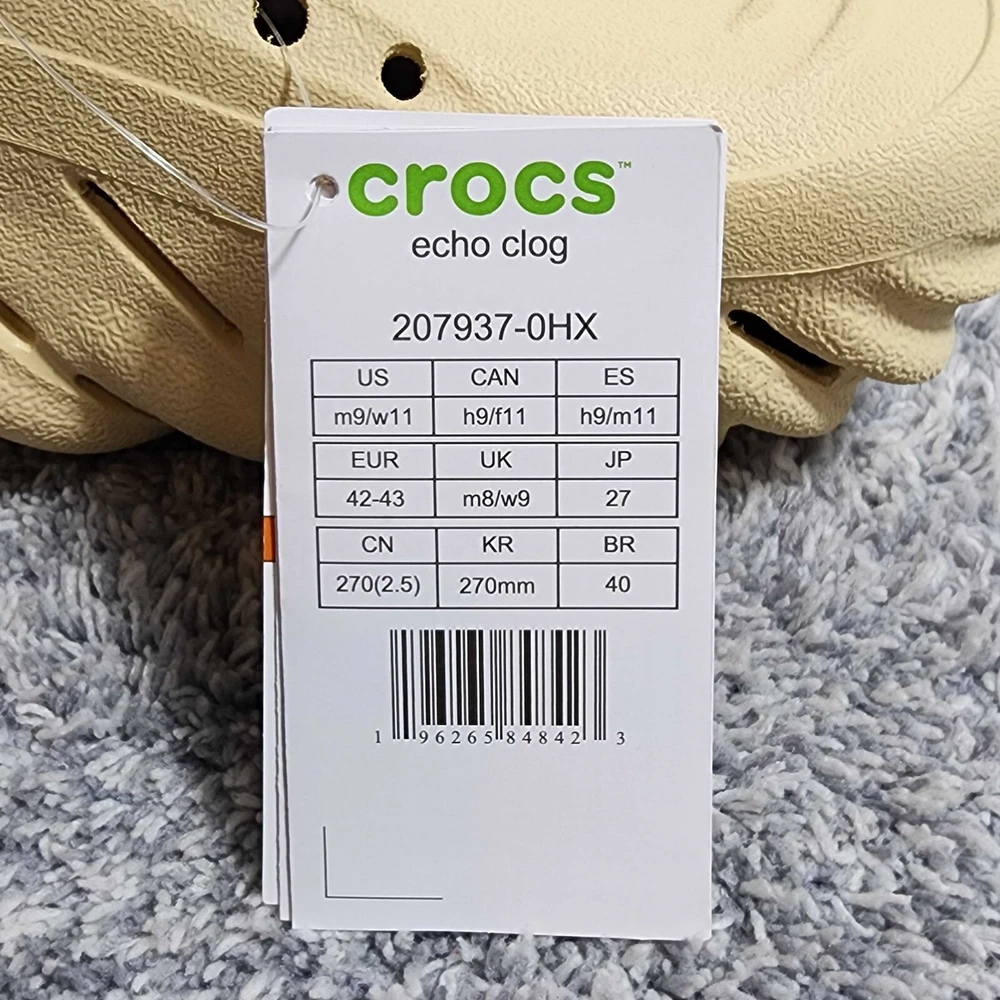 crocs™
echo clog
207937-0HX
US CAN ES
m9/w11 h9/f11 h9/m11
EUR UK JP
42-43 m8/w9 27
CN KR BR
270(2.5) 270mm 40
1 96265 84842 3